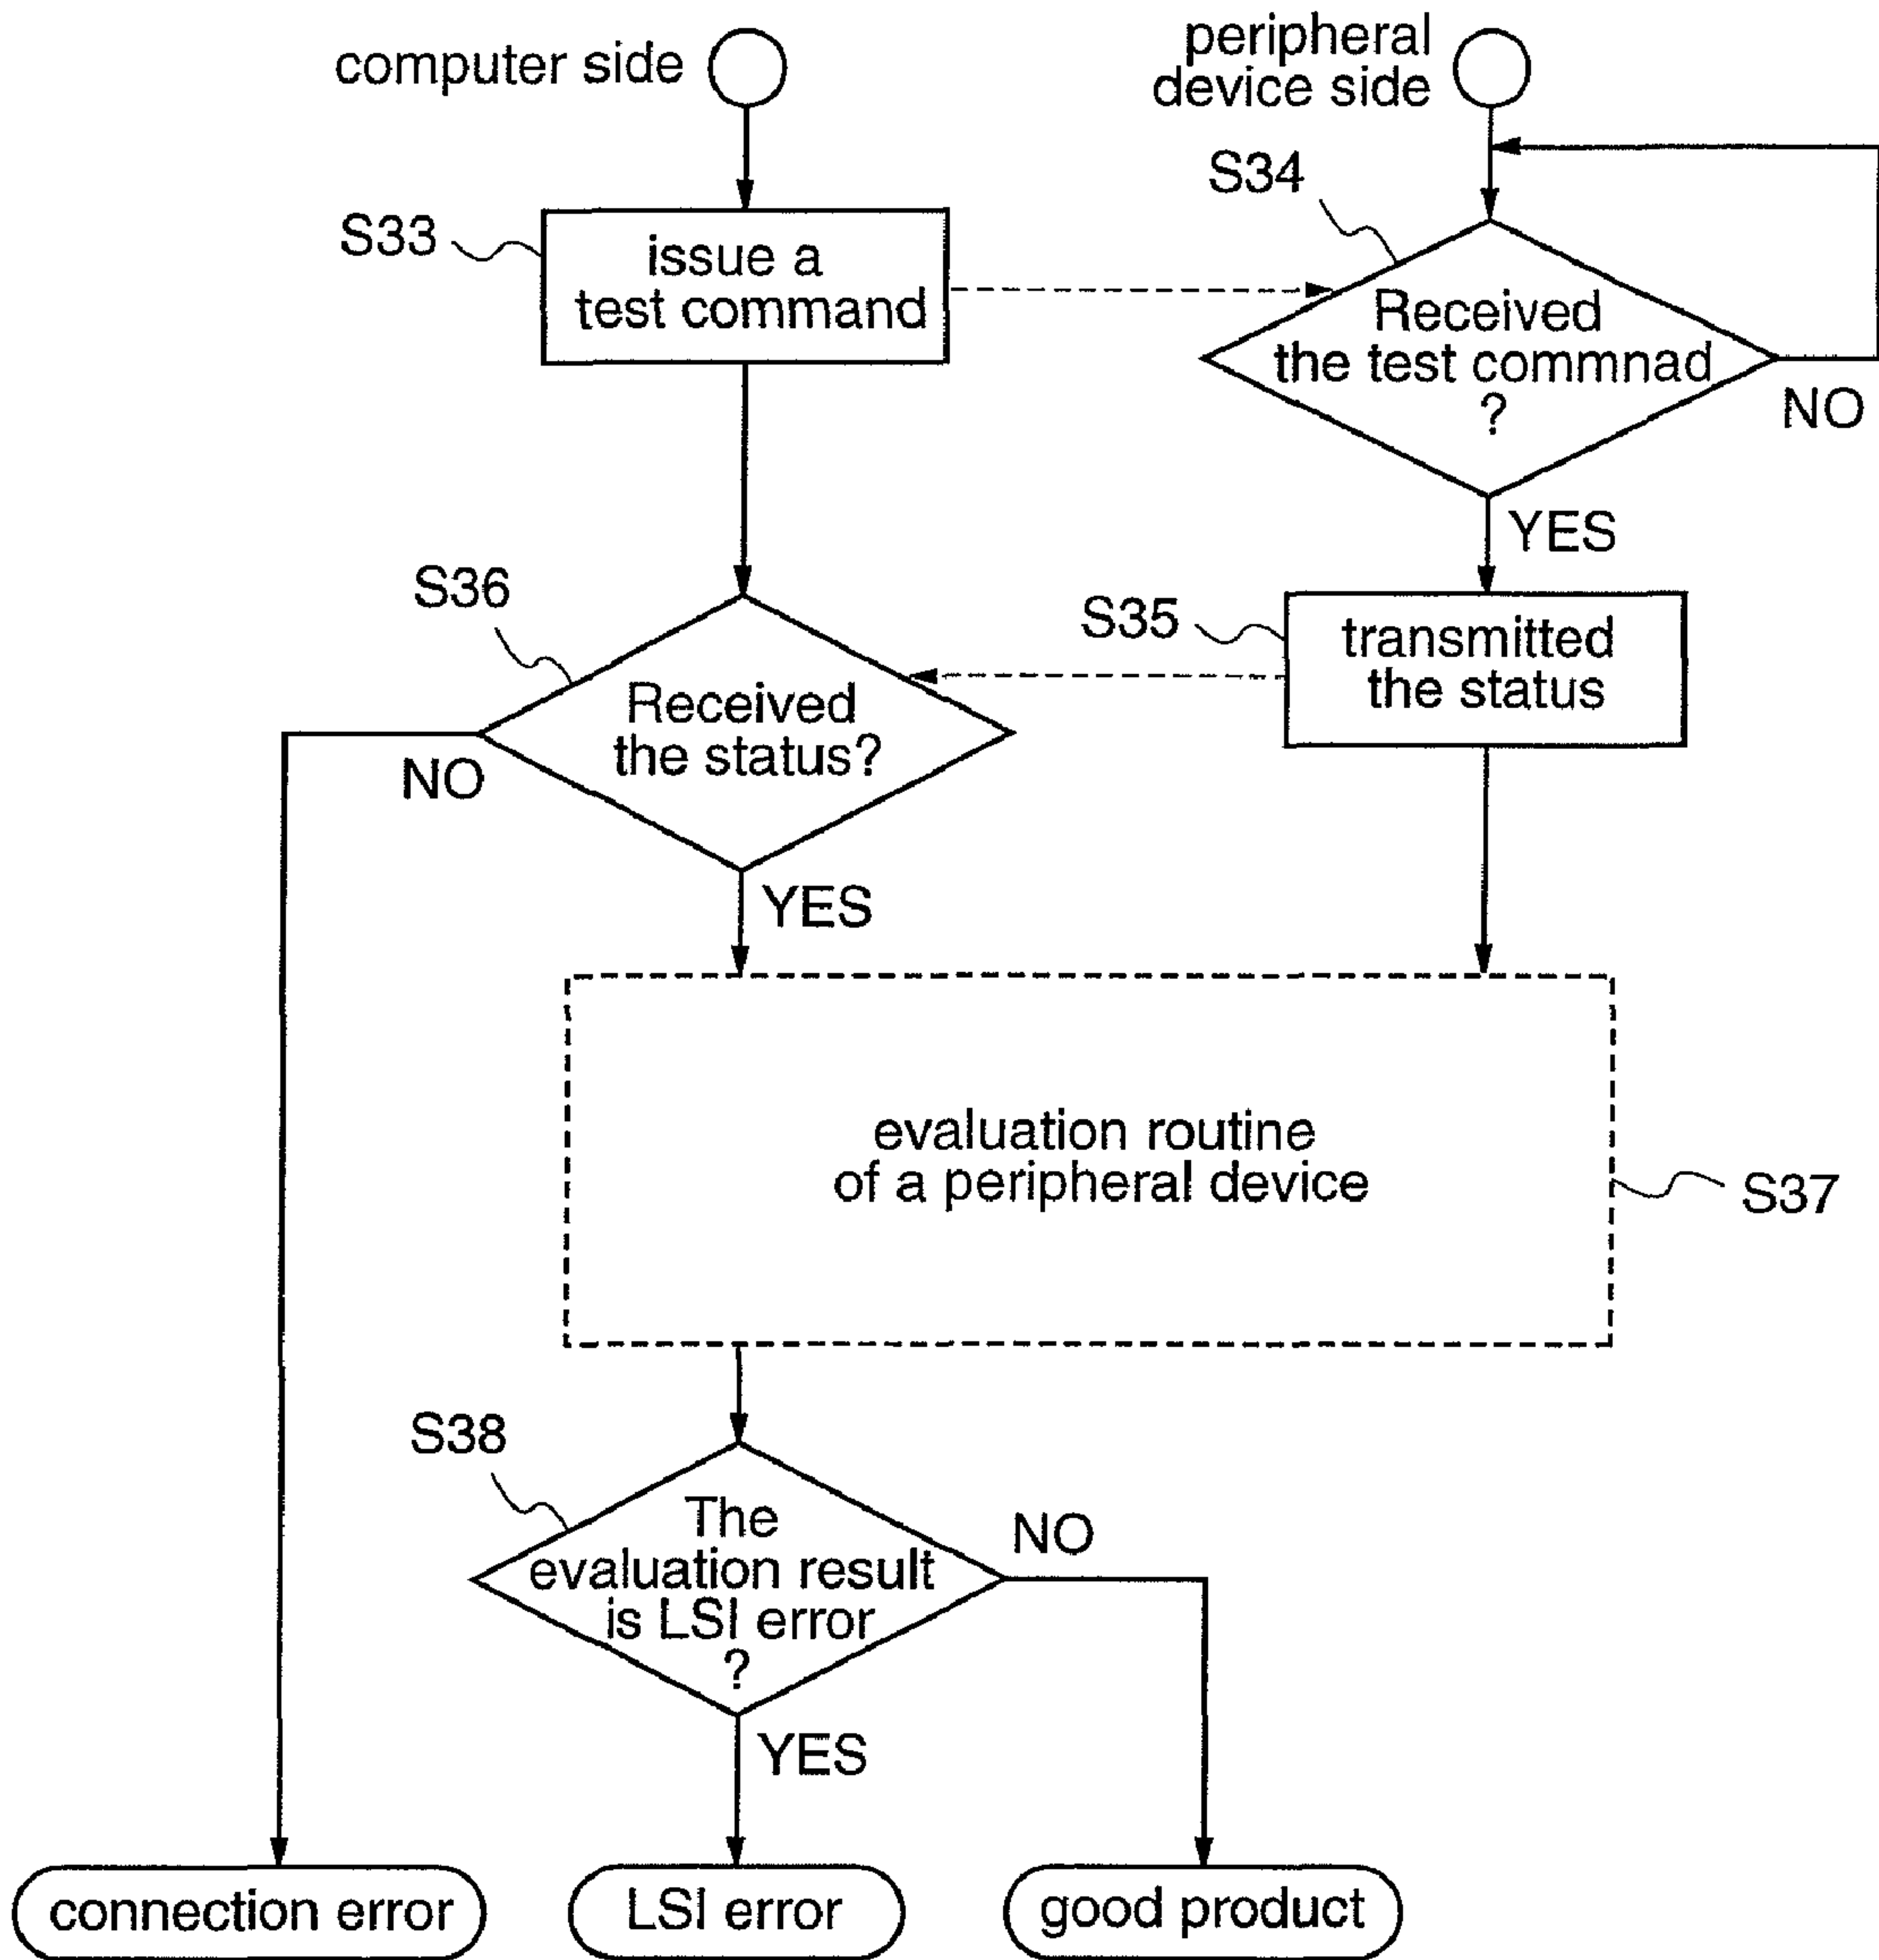 computer side
peripheral
device side
S34
S33
issue a
test command
Received
the test commnad
?
NO
YES
S36
S35
transmitted
the status
Received
the status?
NO
YES
evaluation routine
of a peripheral device
S37
S38
The
evaluation result
is LSI error
?
NO
YES
connection error
LSI error
good product